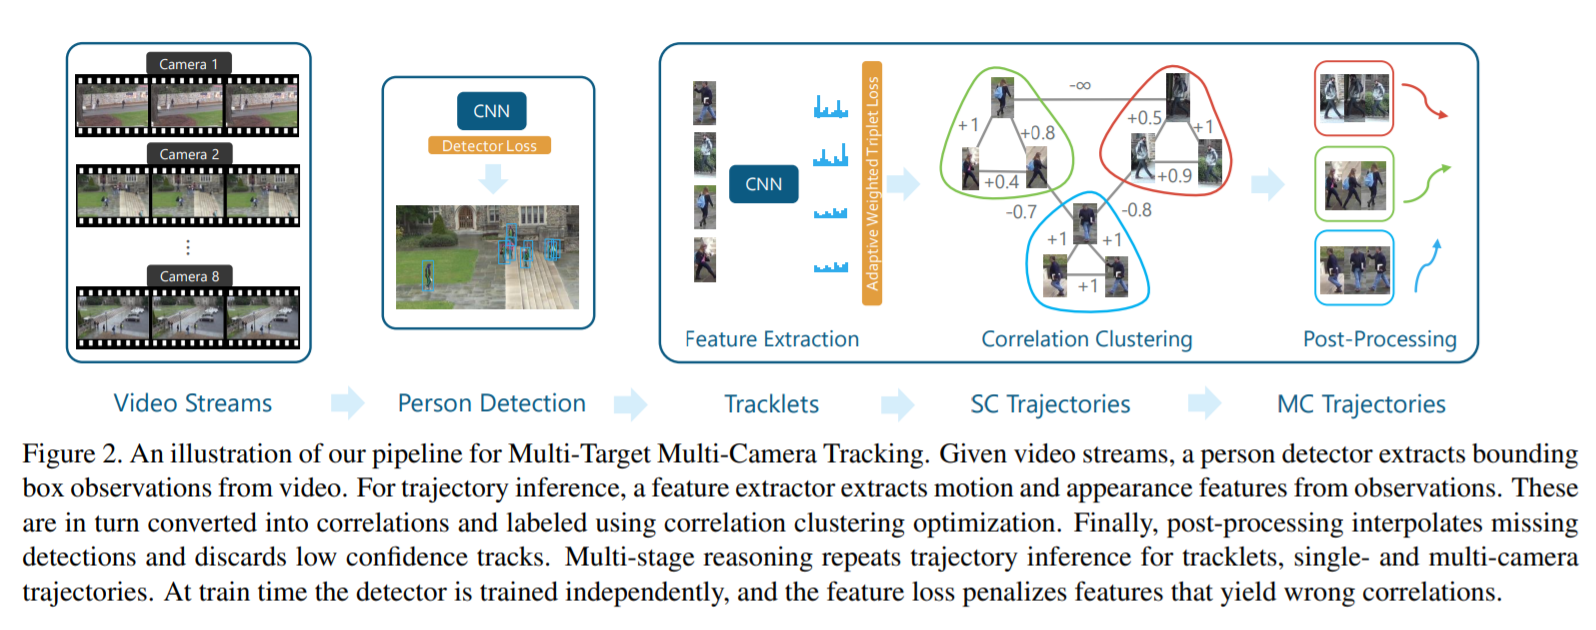 Camera 1
Camera 2
Camera 8
CNN
Detector Loss
CNN
Adaptive Weighted Triplet Loss
-∞
+1
+0.8
+0.4
+0.5
+1
+0.9
-0.7
-0.8
+1
+1
+1
Feature Extraction
Correlation Clustering
Post-Processing
Video Streams
Person Detection
Tracklets
SC Trajectories
MC Trajectories
Figure 2. An illustration of our pipeline for Multi-Target Multi-Camera Tracking. Given video streams, a person detector extracts bounding
box observations from video. For trajectory inference, a feature extractor extracts motion and appearance features from observations. These
are in turn converted into correlations and labeled using correlation clustering optimization. Finally, post-processing interpolates missing
detections and discards low confidence tracks. Multi-stage reasoning repeats trajectory inference for tracklets, single- and multi-camera
trajectories. At train time the detector is trained independently, and the feature loss penalizes features that yield wrong correlations.